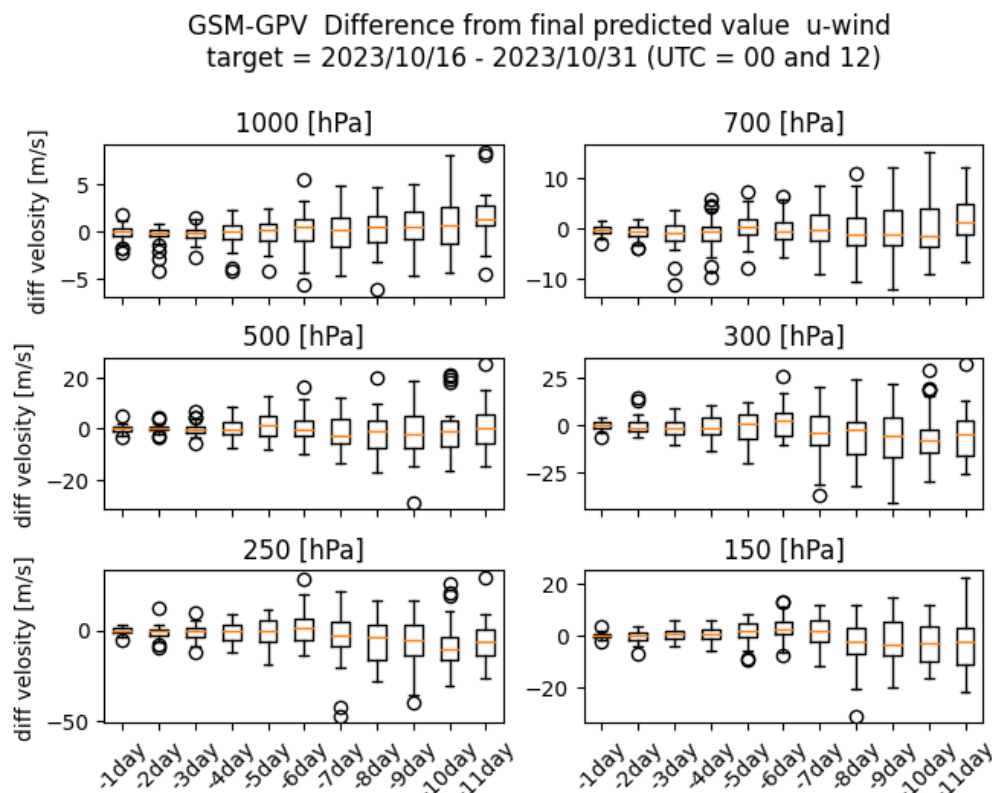 GSM-GPV  Difference from final predicted value  u-wind
target = 2023/10/16 - 2023/10/31 (UTC = 00 and 12)
1000 [hPa]
700 [hPa]
diff velosity [m/s]
5
0
−5
10
0
−10
500 [hPa]
300 [hPa]
diff velosity [m/s]
20
0
−20
25
0
−25
250 [hPa]
150 [hPa]
diff velosity [m/s]
0
−50
20
0
−20
-1day
-2day
-3day
-4day
-5day
-6day
-7day
-8day
-9day
-10day
-11day
-1day
-2day
-3day
-4day
-5day
-6day
-7day
-8day
-9day
-10day
-11day